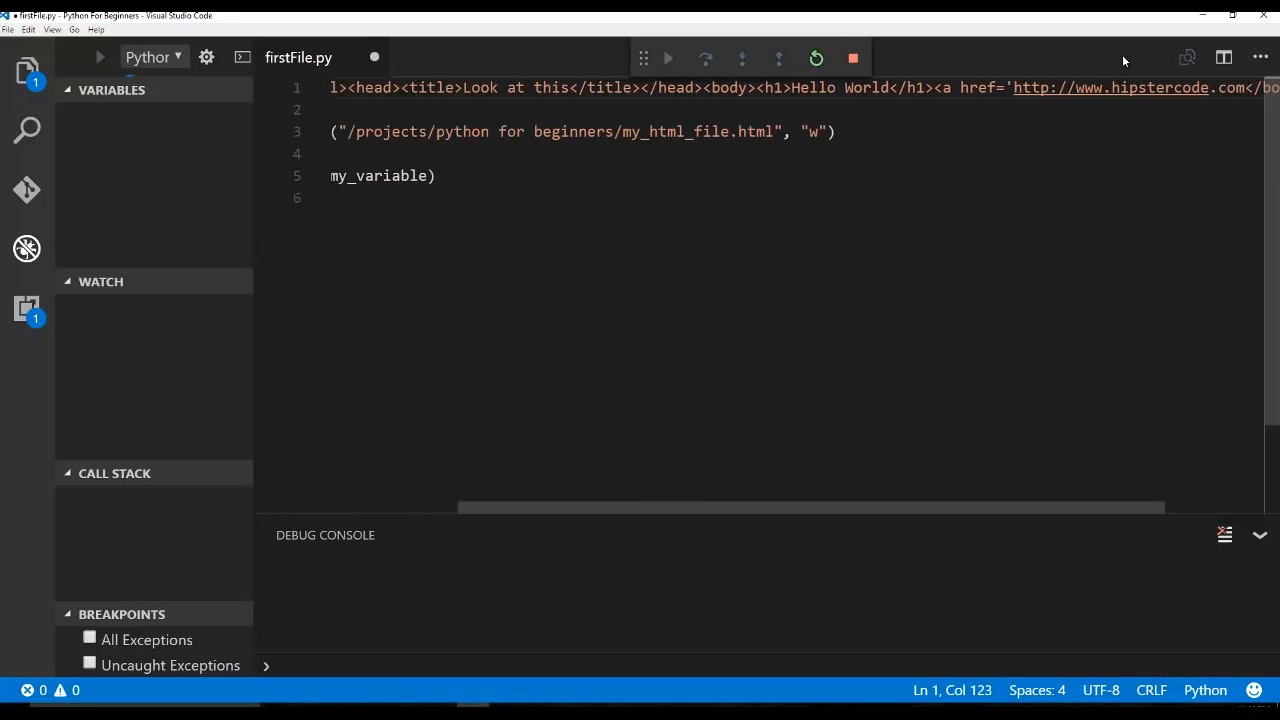 firstFile.py - Python For Beginners - Visual Studio Code
File Edit View Go Help
Python
firstFile.py
VARIABLES
WATCH
CALL STACK
BREAKPOINTS
All Exceptions
Uncaught Exceptions
1 l><head><title>Look at this</title></head><body><h1>Hello World</h1><a href='http://www.hipstercode.com</bo
2
3 ("/projects/python for beginners/my_html_file.html", "w")
4
5 my_variable)
6
DEBUG CONSOLE
1
1
0 0
Ln 1, Col 123 Spaces: 4 UTF-8 CRLF Python